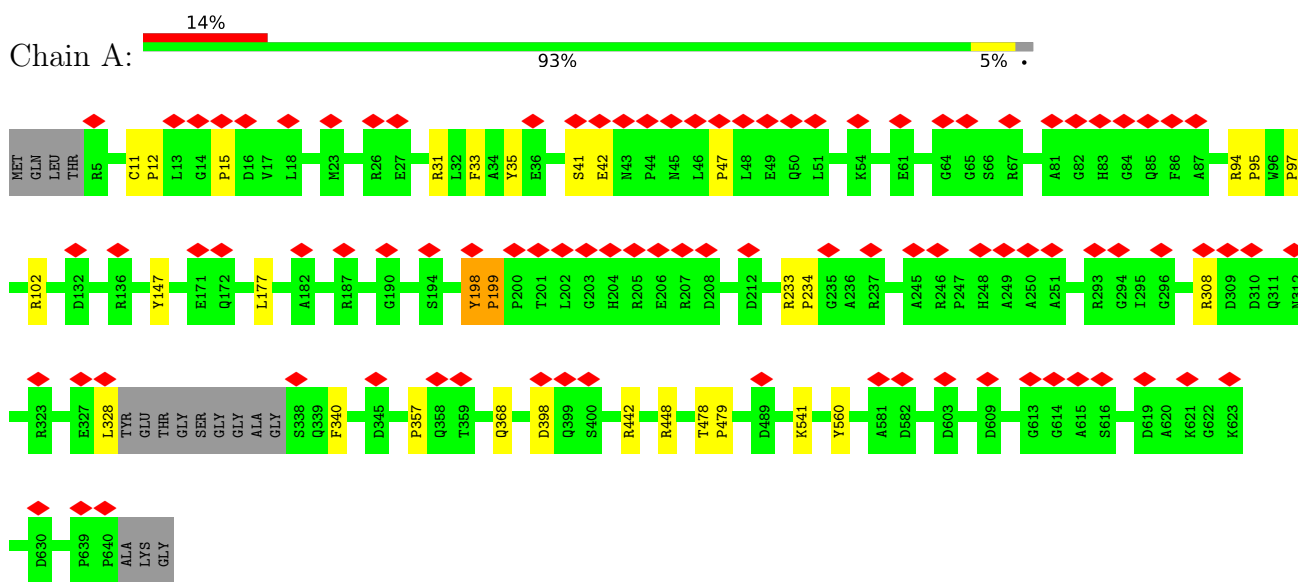 14%
Chain A:
93% 5% •
MET GLN LEU THR R5 C11 P12 L13 G14 P15 D16 V17 L18 M23 R26 E27 R31 L32 F33 A34 Y35 E36 S41 E42 N43 P44 N45 L46 P47 L48 E49 Q50 L51 K54 E61 G64 G65 S66 R67 A81 G82 H83 G84 Q85 F86 A87 R94 P95 W96 P97
R102 D132 R136 Y147 E171 Q172 L177 A182 R187 G190 S194 Y198 P199 P200 T201 L202 G203 H204 R205 E206 R207 D208 D212 R233 P234 G235 A236 R237 A245 R246 P247 H248 A249 A250 A251 R293 G294 I295 G296 R308 D309 D310 Q311 N312
R323 E327 L328 TYR GLU THR GLY SER GLY GLY ALA GLY S338 Q339 F340 D345 P357 Q358 T359 Q368 D398 Q399 S400 R442 R448 T478 P479 D489 K541 Y560 A581 D582 D603 D609 G613 G614 A615 S616 D619 A620 K621 G622 K623
D630 P639 P640 ALA LYS GLY